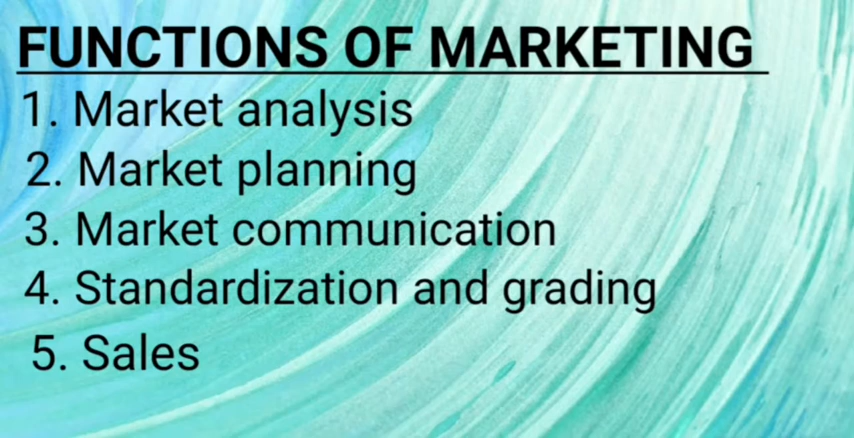 FUNCTIONS OF MARKETING
1. Market analysis
2. Market planning
3. Market communication
4. Standardization and grading
5. Sales